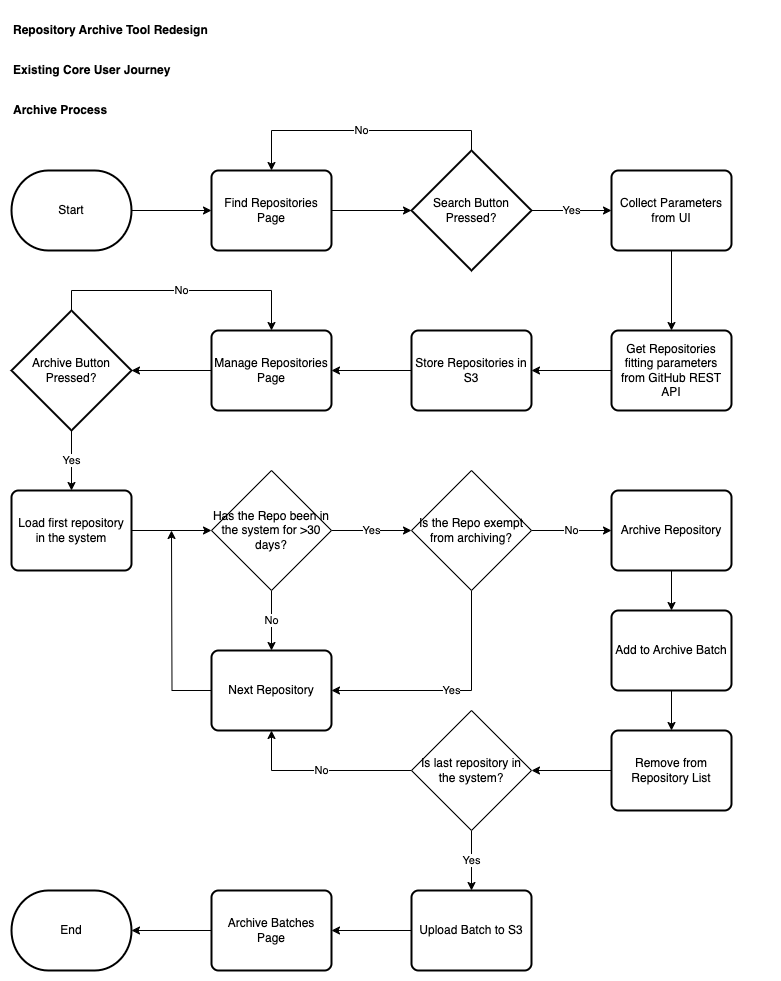 Repository Archive Tool Redesign
Existing Core User Journey
Archive Process
No
Start
Find Repositories
Page
Search Button
Pressed?
Yes
Collect Parameters
from UI
No
Archive Button
Pressed?
Manage Repositories
Page
Store Repositories in
S3
Get Repositories
fitting parameters
from GitHub REST
API
Yes
Load first repository
in the system
Has the Repo been in
the system for >30
days?
Yes
Is the Repo exempt
from archiving?
No
Archive Repository
No
Add to Archive Batch
Next Repository
Yes
Remove from
Repository List
Is last repository in
the system?
No
Yes
End
Archive Batches
Page
Upload Batch to S3